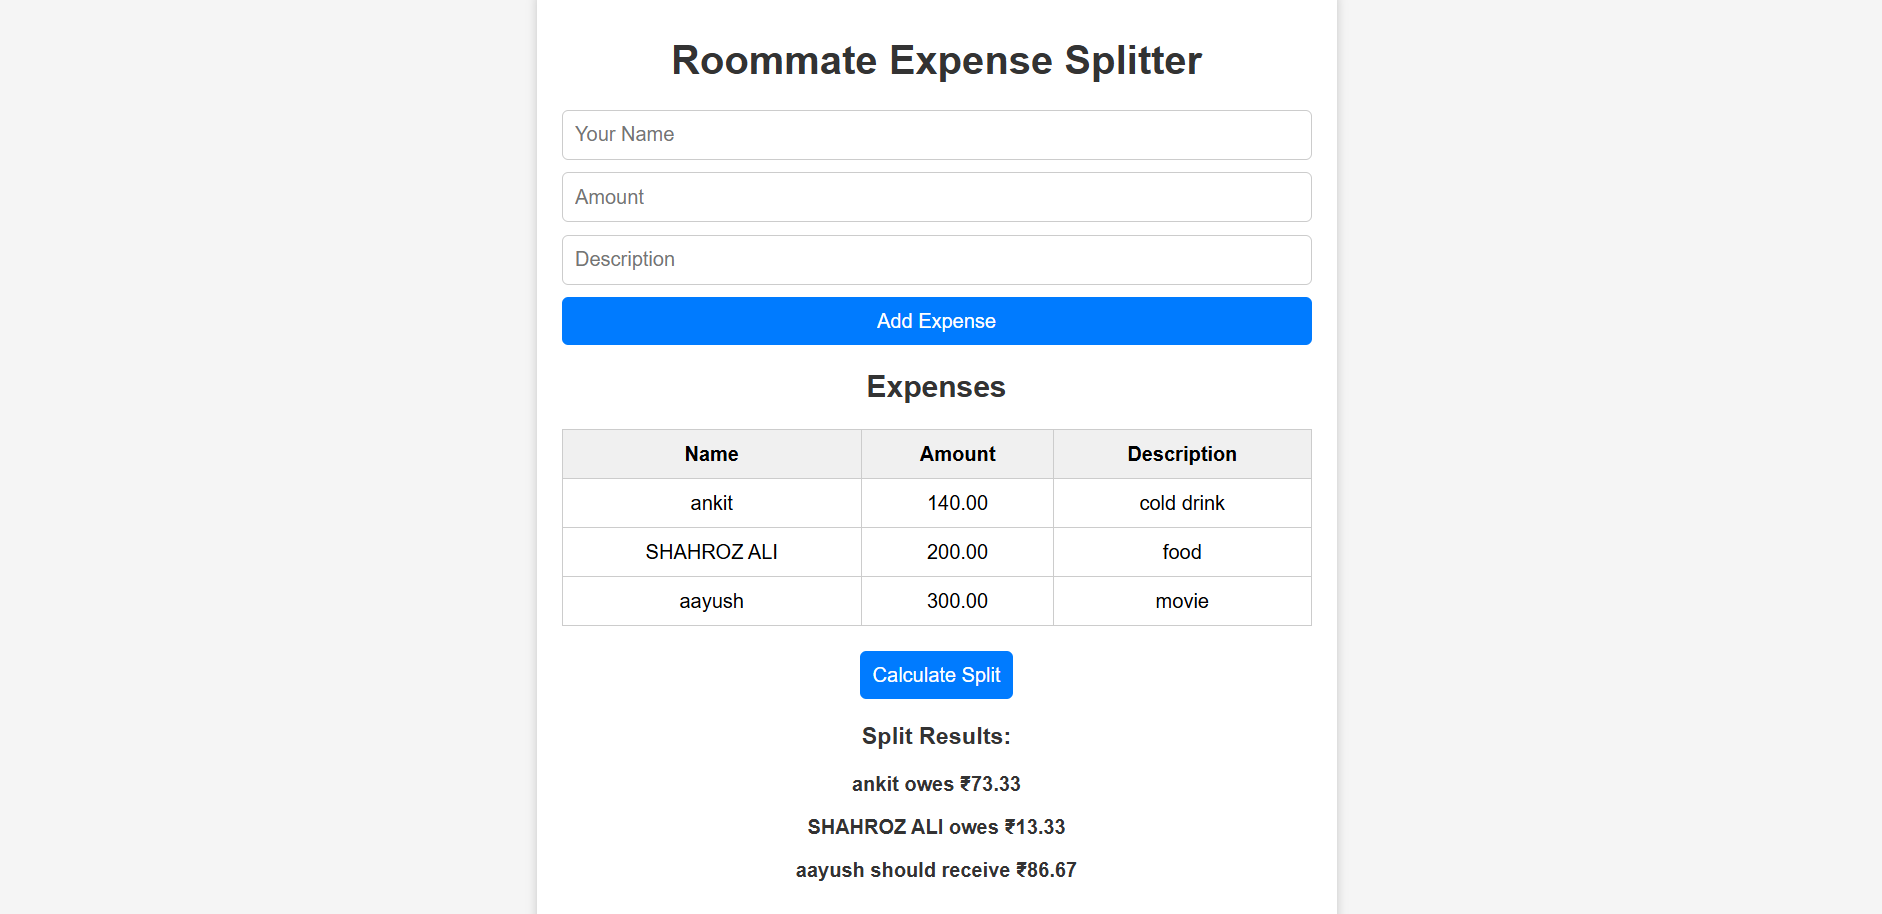 Roommate Expense Splitter
Your Name
Amount
Description
Add Expense
Expenses
Name Amount Description
ankit 140.00 cold drink
SHAHROZ ALI 200.00 food
aayush 300.00 movie
Calculate Split
Split Results:
ankit owes ₹73.33
SHAHROZ ALI owes ₹13.33
aayush should receive ₹86.67